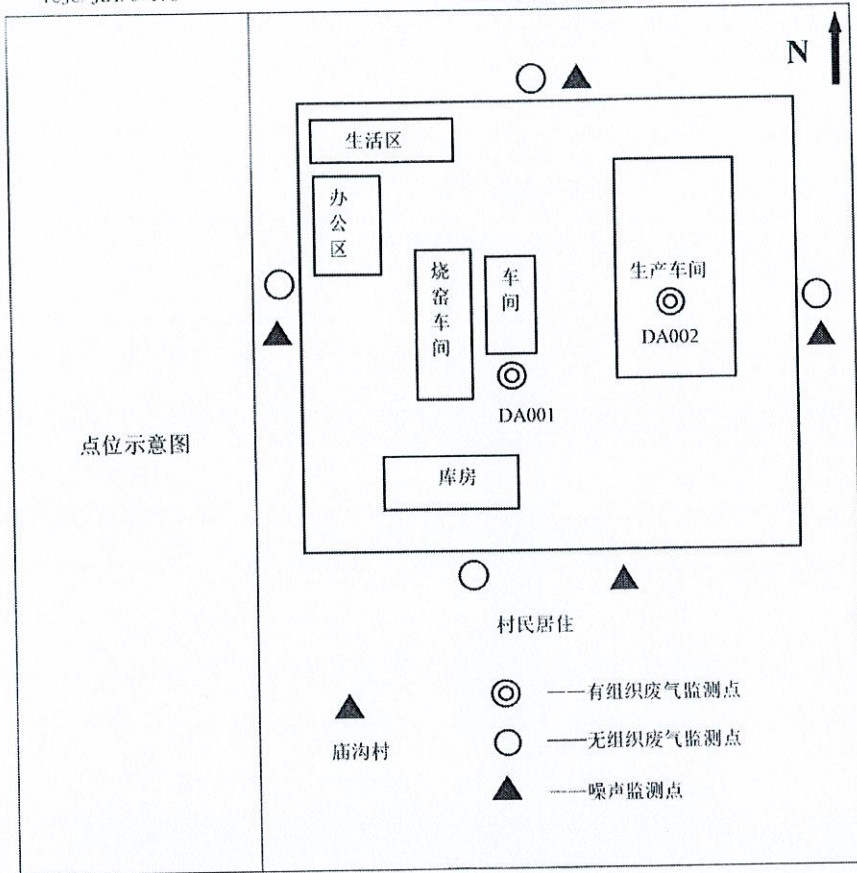 N
生活区
办公区
烧窑车间
车间
生产车间
DA002
DA001
点位示意图
库房
村民居住
——有组织废气监测点
庙沟村
——无组织废气监测点
——噪声监测点